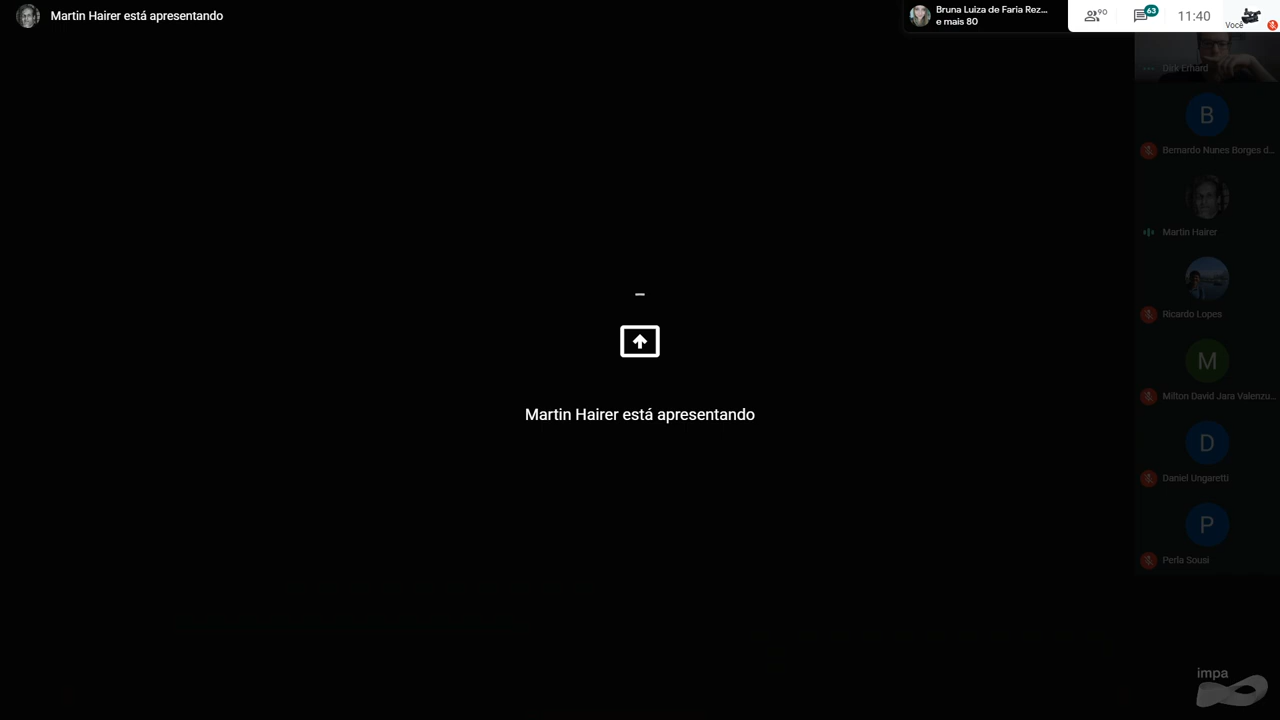 Martin Hairer está apresentando
Bruna Luiza de Faria Rez...
e mais 80
90
63
11:40
Você
Dirk Erhard
B
Bernardo Nunes Borges d...
Martin Hairer
Ricardo Lopes
M
Milton David Jara Valenzu...
D
Daniel Ungaretti
P
Perla Sousi
Martin Hairer está apresentando
impa